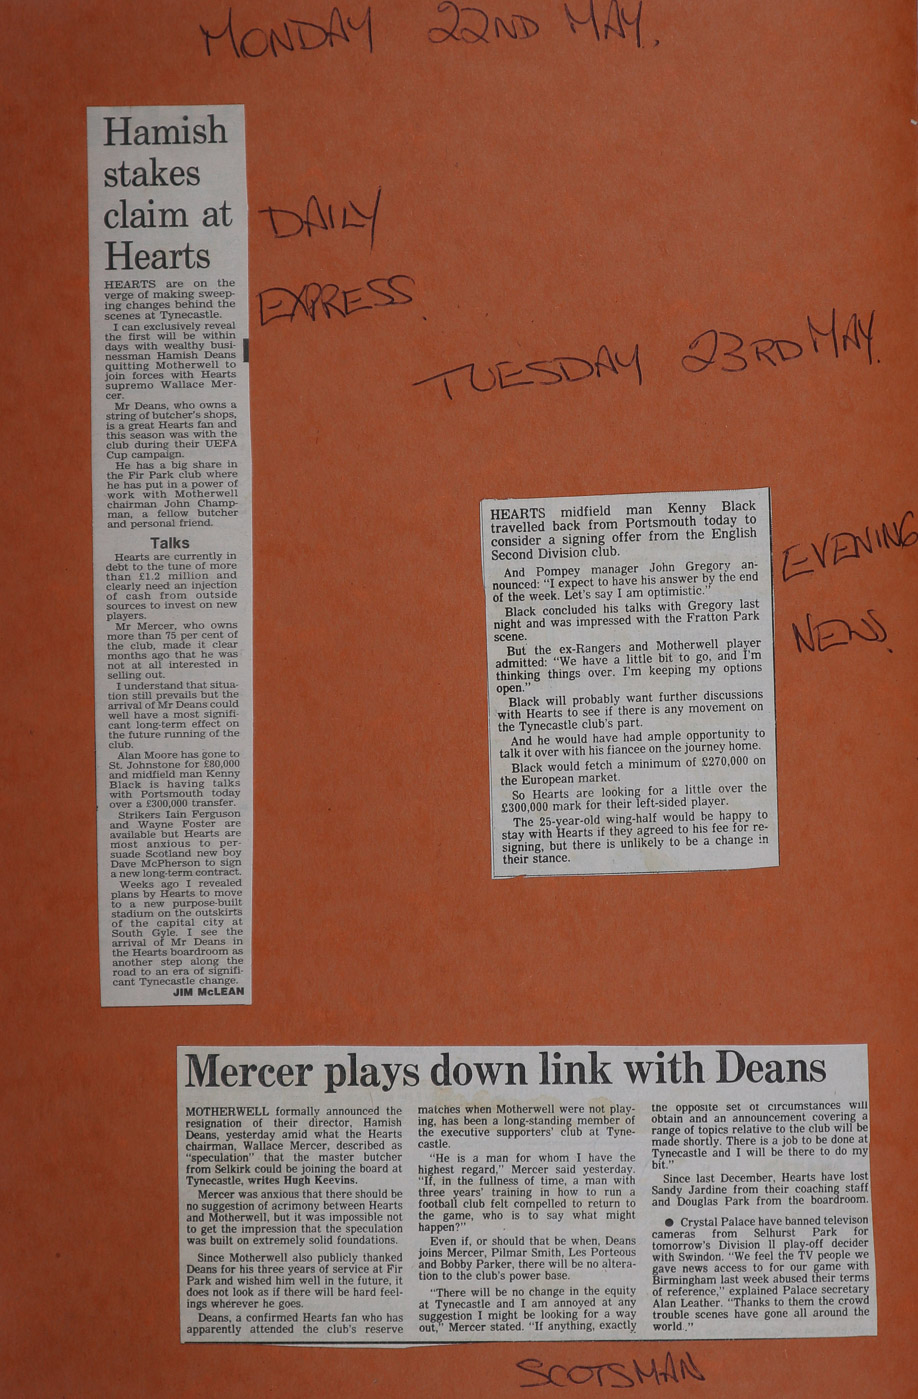 MONDAY 22ND MAY.
Hamish
stakes
claim at
Hearts
HEARTS are on the
verge of making sweep-
ing changes behind the
scenes at Tynecastle.
I can exclusively reveal
the first will be within
days with wealthy busi-
nessman Hamish Deans
quitting Motherwell to
join forces with Hearts
supremo Wallace Mer-
cer.
Mr Deans, who owns a
string of butcher's shops,
is a great Hearts fan and
this season was with the
club during their UEFA
Cup campaign.
He has a big share in
the Fir Park club where
he has put in a power of
work with Motherwell
chairman John Champ-
man, a fellow butcher
and personal friend.
Talks
Hearts are currently in
debt to the tune of more
than £1.2 million and
clearly need an injection
of cash from outside
sources to invest on new
players.
Mr Mercer, who owns
more than 75 per cent of
the club, made it clear
months ago that he was
not at all interested in
selling out.
I understand that situa-
tion still prevails but the
arrival of Mr Deans could
well have a most signifi-
cant long-term effect on
the future running of the
club.
Alan Moore has gone to
St. Johnstone for £80,000
and midfield man Kenny
Black is having talks
with Portsmouth today
over a £300,000 transfer.
Strikers Iain Ferguson
and Wayne Foster are
available but Hearts are
most anxious to per-
suade Scotland new boy
Dave McPherson to sign
a new long-term contract.
Weeks ago I revealed
plans by Hearts to move
to a new purpose-built
stadium on the outskirts
of the capital city at
South Gyle. I see the
arrival of Mr Deans in
the Hearts boardroom as
another step along the
road to an era of signifi-
cant Tynecastle change.
JIM McLEAN
DAILY
EXPRESS.
TUESDAY 23RD MAY.
HEARTS midfield man Kenny Black
travelled back from Portsmouth today to
consider a signing offer from the English
Second Division club.
And Pompey manager John Gregory an-
nounced: "I expect to have his answer by the end
of the week. Let's say I am optimistic."
Black concluded his talks with Gregory last
night and was impressed with the Fratton Park
scene.
But the ex-Rangers and Motherwell player
admitted: "We have a little bit to go, and I'm
thinking things over. I'm keeping my options
open."
Black will probably want further discussions
with Hearts to see if there is any movement on
the Tynecastle club's part.
And he would have had ample opportunity to
talk it over with his fiancee on the journey home.
Black would fetch a minimum of £270,000 on
the European market.
So Hearts are looking for a little over the
£300,000 mark for their left-sided player.
The 25-year-old wing-half would be happy to
stay with Hearts if they agreed to his fee for re-
signing, but there is unlikely to be a change in
their stance.
EVENING
NEWS.
Mercer plays down link with Deans
MOTHERWELL formally announced the
resignation of their director, Hamish
Deans, yesterday amid what the Hearts
chairman, Wallace Mercer, described as
"speculation" that the master butcher
from Selkirk could be joining the board at
Tynecastle, writes Hugh Keevins.
Mercer was anxious that there should be
no suggestion of acrimony between Hearts
and Motherwell, but it was impossible not
to get the impression that the speculation
was built on extremely solid foundations.
Since Motherwell also publicly thanked
Deans for his three years of service at Fir
Park and wished him well in the future, it
does not look as if there will be hard feel-
ings wherever he goes.
Deans, a confirmed Hearts fan who has
apparently attended the club's reserve
matches when Motherwell were not play-
ing, has been a long-standing member of
the executive supporters' club at Tyne-
castle.
"He is a man for whom I have the
highest regard," Mercer said yesterday.
"If, in the fullness of time, a man with
three years' training in how to run a
football club felt compelled to return to
the game, who is to say what might
happen?"
Even if, or should that be when, Deans
joins Mercer, Pilmar Smith, Les Porteous
and Bobby Parker, there will be no altera-
tion to the club's power base.
"There will be no change in the equity
at Tynecastle and I am annoyed at any
suggestion I might be looking for a way
out," Mercer stated. "If anything, exactly
the opposite set of circumstances will
obtain and an announcement covering a
range of topics relative to the club will be
made shortly. There is a job to be done at
Tynecastle and I will be there to do my
bit."
Since last December, Hearts have lost
Sandy Jardine from their coaching staff
and Douglas Park from the boardroom.
● Crystal Palace have banned televison
cameras from Selhurst Park for
tomorrow's Division II play-off decider
with Swindon. "We feel the TV people we
gave news access to for our game with
Birmingham last week abused their terms
of reference," explained Palace secretary
Alan Leather. "Thanks to them the crowd
trouble scenes have gone all around the
world."
SCOTSMAN